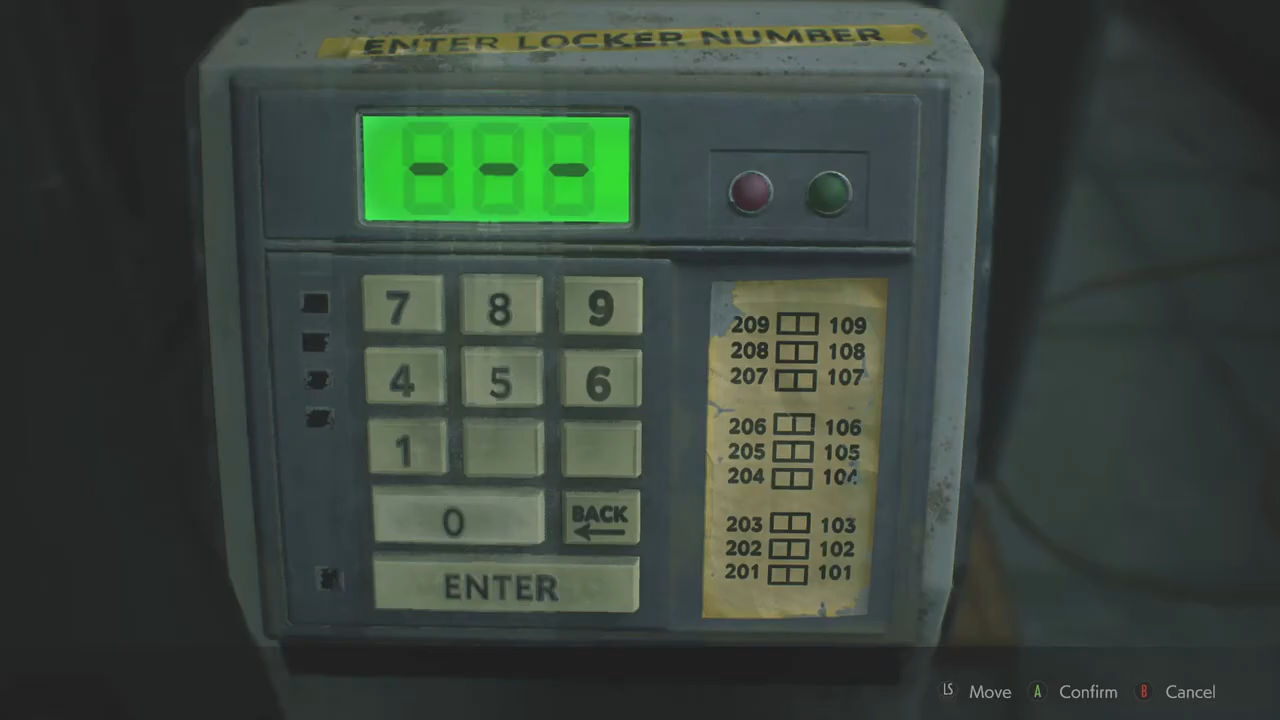 ENTER LOCKER NUMBER
- - -
7 8 9
4 5 6
1
0 BACK
ENTER
209 109
208 108
207 107
206 106
205 105
204 104
203 103
202 102
201 101
LS Move A Confirm B Cancel